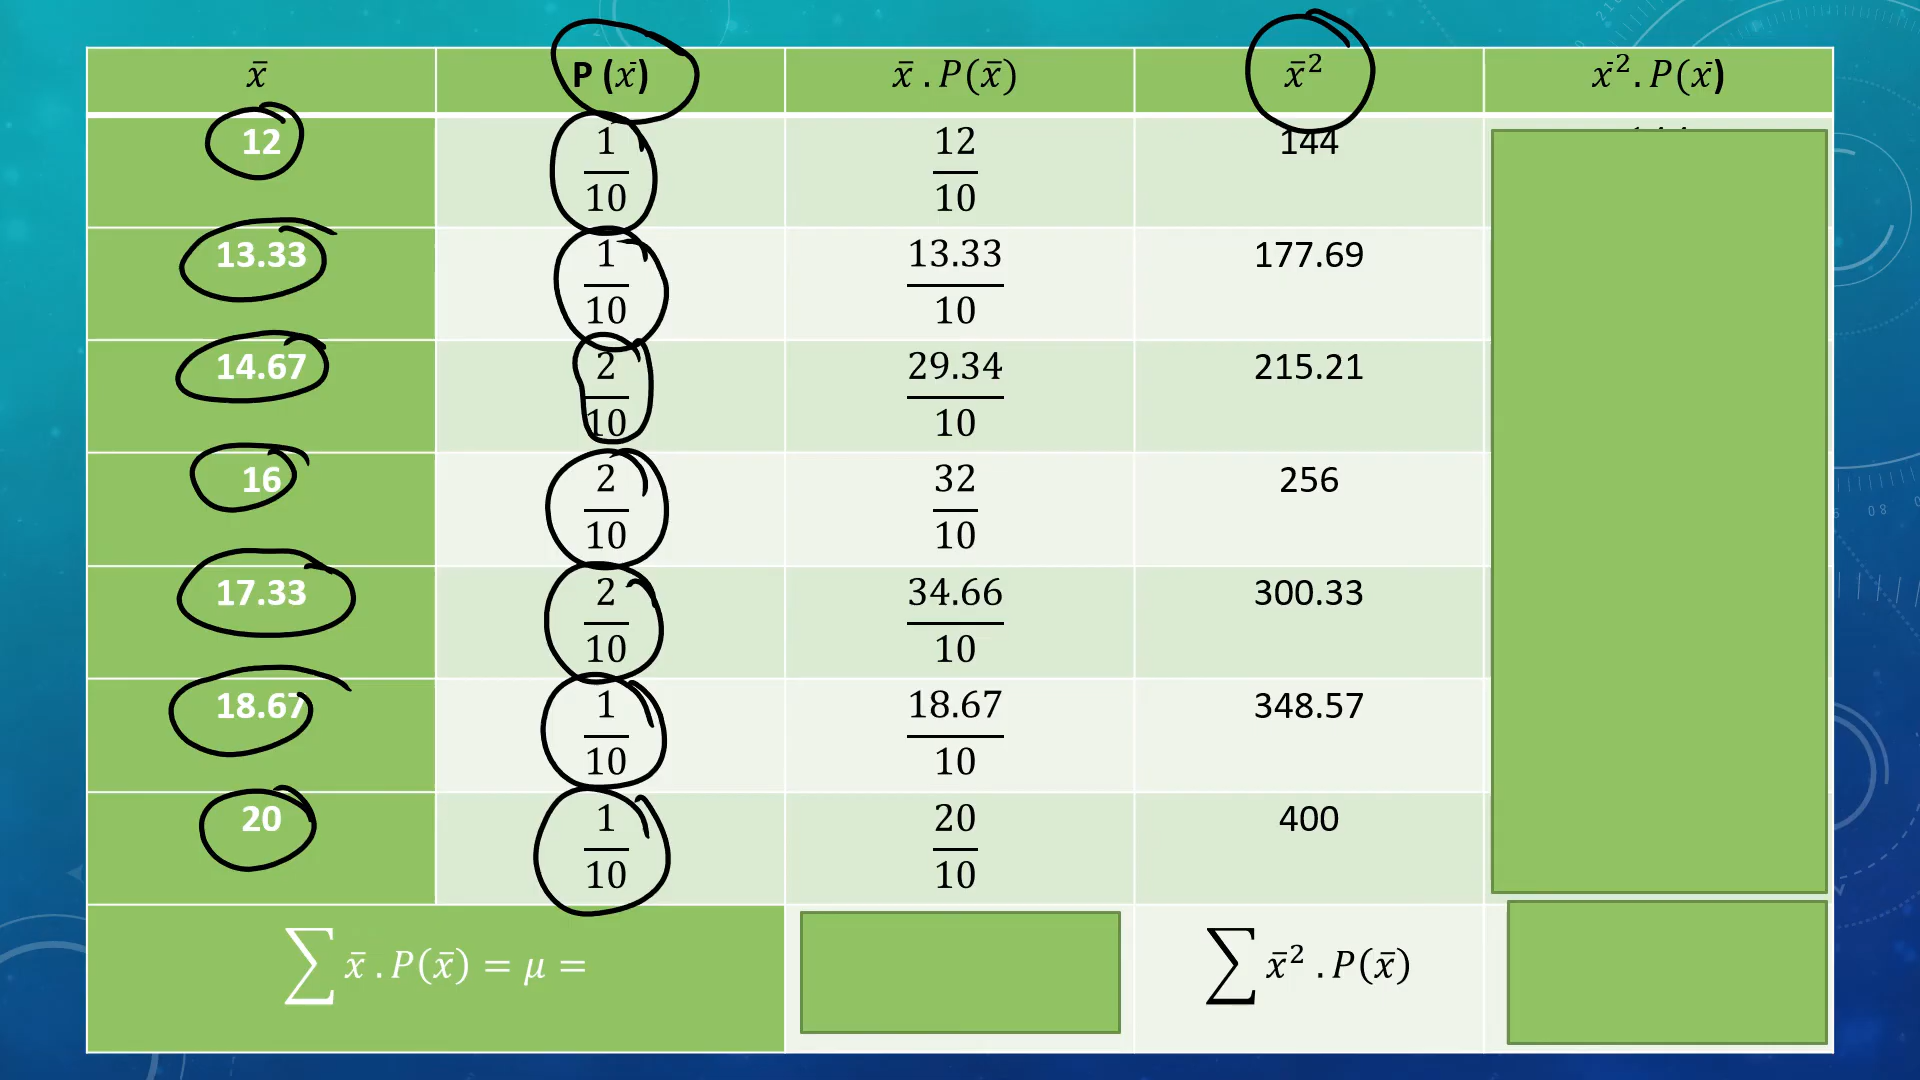 x̄ P (x̄) x̄ . P(x̄) x̄² x̄². P(x̄)
12 1/10 12/10 144
13.33 1/10 13.33/10 177.69
14.67 2/10 29.34/10 215.21
16 2/10 32/10 256
17.33 2/10 34.66/10 300.33
18.67 1/10 18.67/10 348.57
20 1/10 20/10 400
∑ x̄ . P(x̄) = μ = ∑ x̄² . P(x̄)